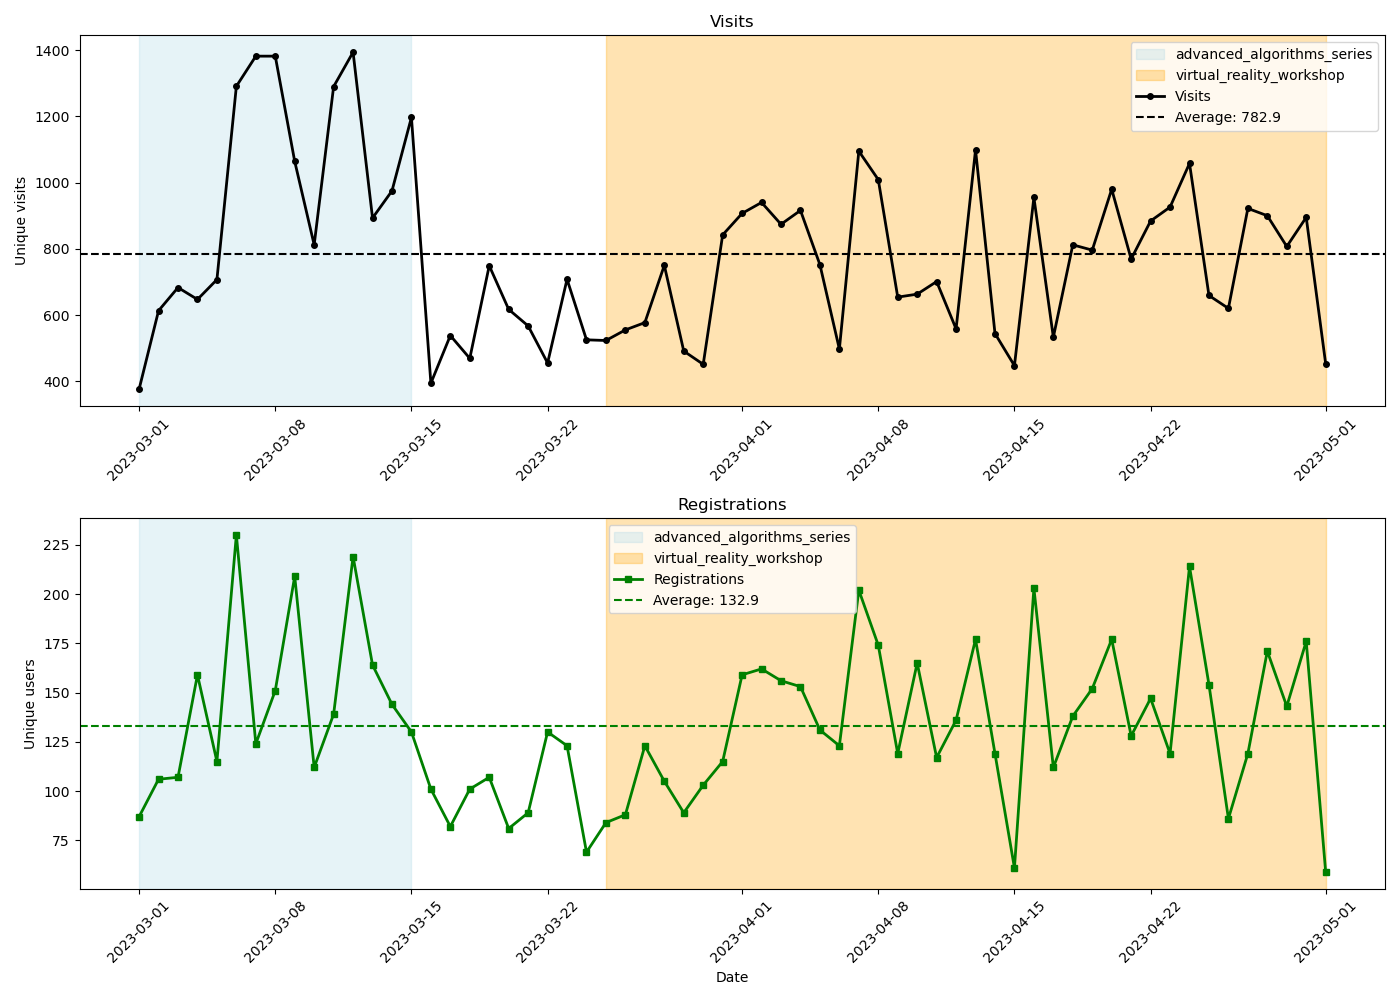 Visits
1400
1200
1000
800
600
400
Unique visits
advanced_algorithms_series
virtual_reality_workshop
Visits
Average: 782.9
2023-03-01
2023-03-08
2023-03-15
2023-03-22
2023-04-01
2023-04-08
2023-04-15
2023-04-22
2023-05-01
Registrations
225
200
175
150
125
100
75
Unique users
advanced_algorithms_series
virtual_reality_workshop
Registrations
Average: 132.9
2023-03-01
2023-03-08
2023-03-15
2023-03-22
2023-04-01
2023-04-08
2023-04-15
2023-04-22
2023-05-01
Date